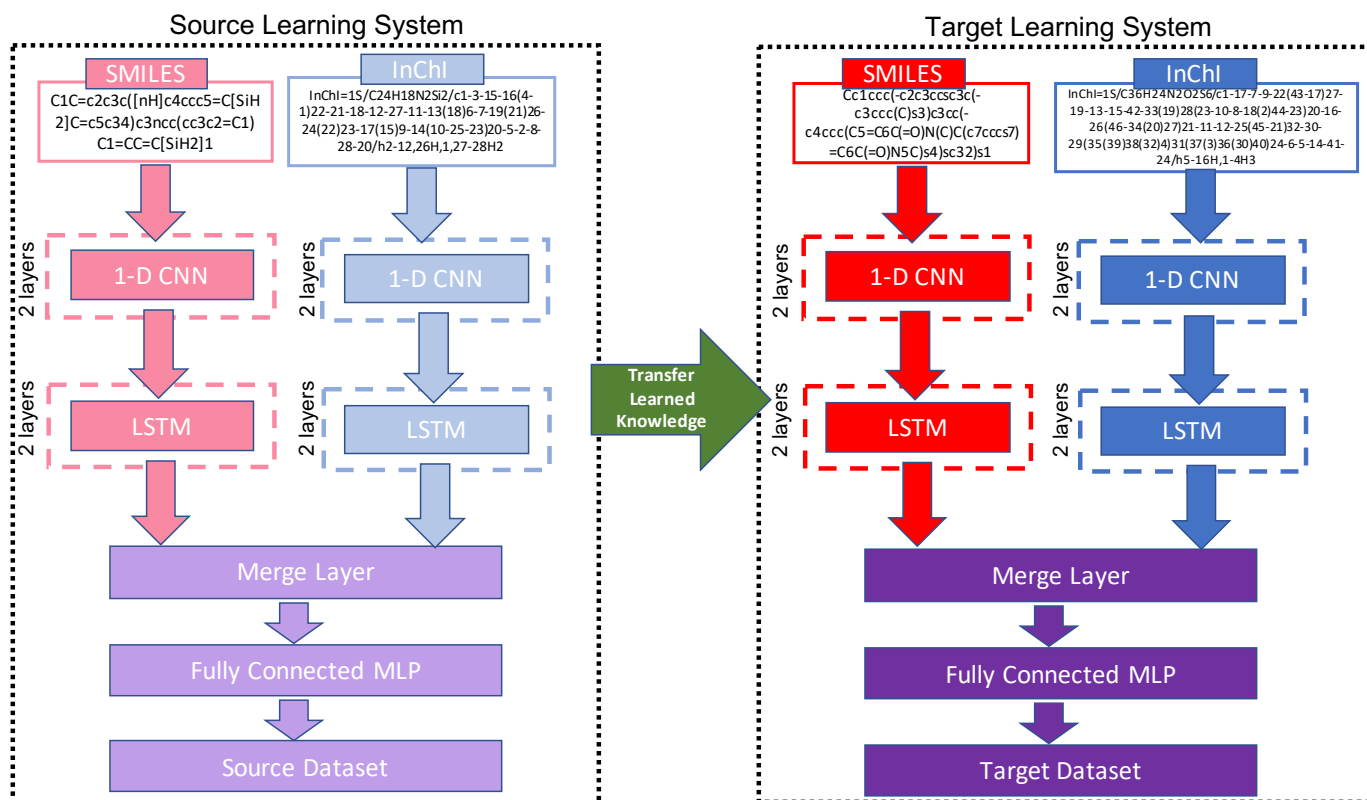 Source Learning System
SMILES
C1C=c2c3c([nH]c4ccc5=C[SiH
2]C=c5c34)c3ncc(cc3c2=C1)
C1=CC=C[SiH2]1
InChI
InChI=1S/C24H18N2Si2/c1-3-15-16(4-
1)22-21-18-12-27-11-13(18)6-7-19(21)26-
24(22)23-17(15)9-14(10-25-23)20-5-2-8-
28-20/h2-12,26H,1,27-28H2
2 layers
1-D CNN
2 layers
1-D CNN
2 layers
LSTM
2 layers
LSTM
Merge Layer
Fully Connected MLP
Source Dataset
Transfer
Learned
Knowledge
Target Learning System
SMILES
Cc1ccc(-c2c3ccsc3c(-
c3ccc(C)s3)c3cc(-
c4ccc(C5=C6C(=O)N(C)C(c7cccs7)
=C6C(=O)N5C)s4)sc32)s1
InChI
InChI=1S/C36H24N2O2S6/c1-17-7-9-22(43-17)27-
19-13-15-42-33(19)28(23-10-8-18(2)44-23)20-16-
26(46-34(20)27)21-11-12-25(45-21)32-30-
29(35(39)38(32)4)31(37(3)36(30)40)24-6-5-14-41-
24/h5-16H,1-4H3
2 layers
1-D CNN
2 layers
1-D CNN
2 layers
LSTM
2 layers
LSTM
Merge Layer
Fully Connected MLP
Target Dataset